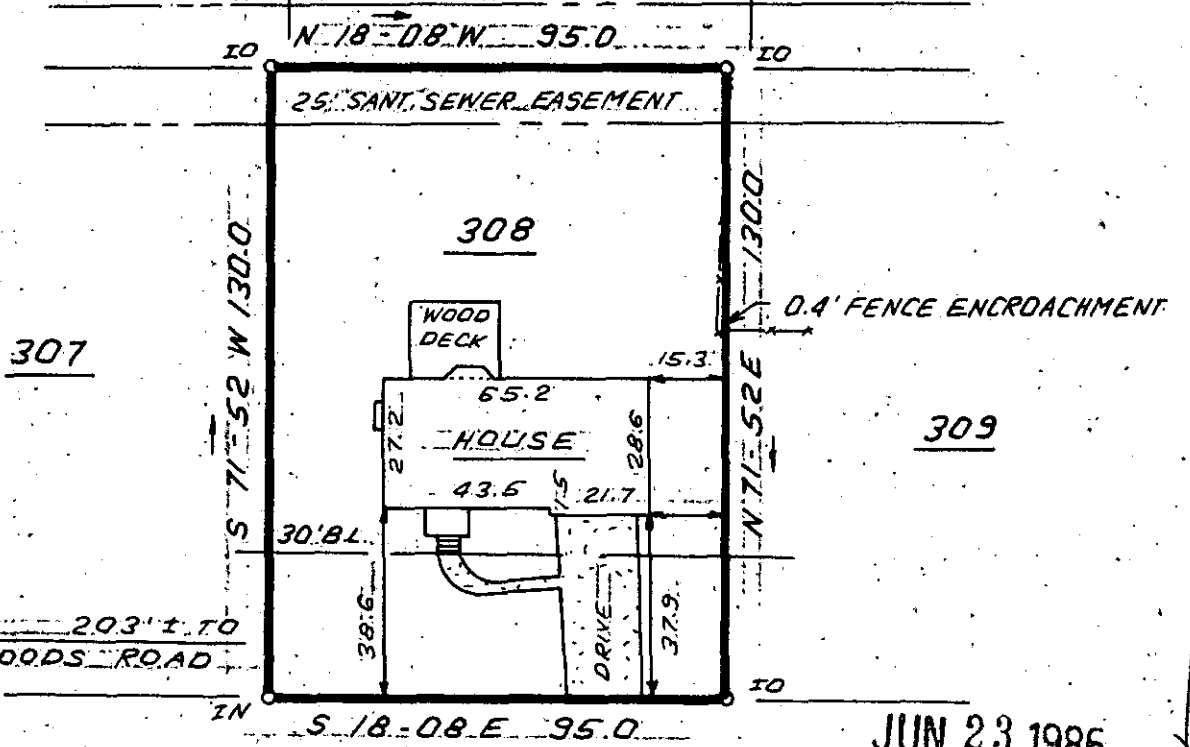 N 18-08 W 95.0
IO
IO
25' SANT. SEWER EASEMENT
308
S 71-52 W 130.0
N 71-52 E 130.0
0.4' FENCE ENCROACHMENT
WOOD
DECK
307
15.3
65.2
27.2
HOUSE
28.6
309
43.5
1.5
21.7
30' BL
38.6
DRIVE
37.9
203' ± TO
OODS ROAD
IN
IO
S 18-08 E 95.0
JUN 23 1986